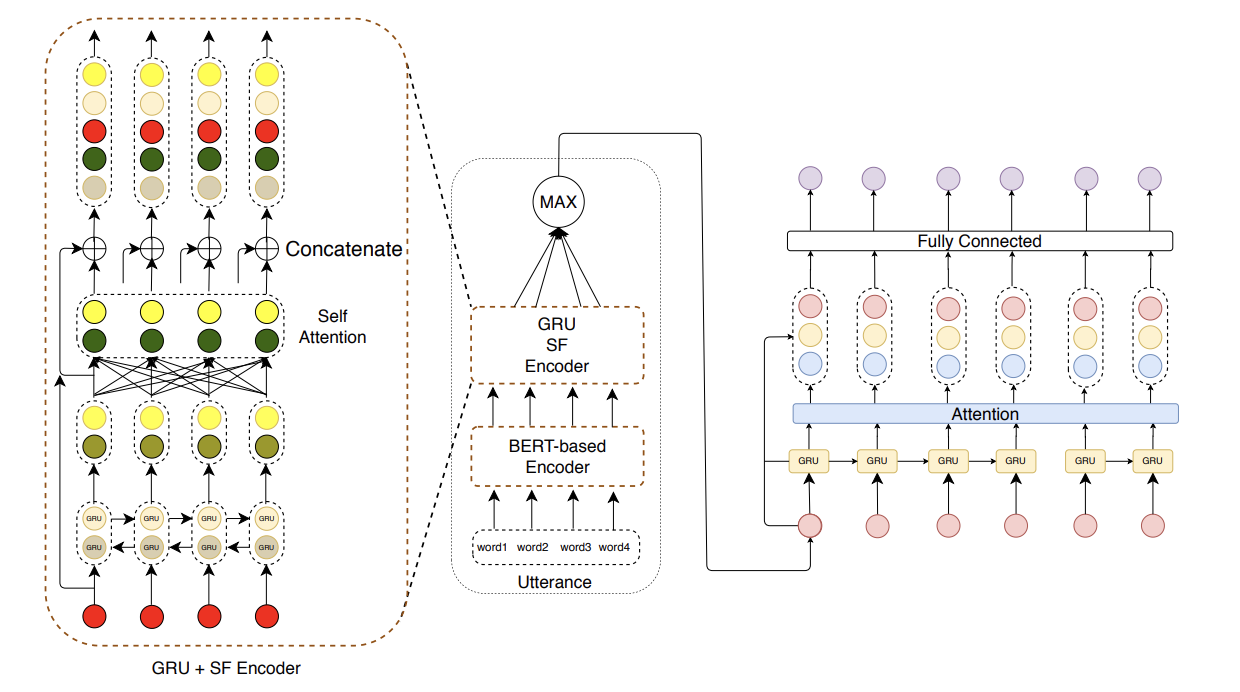 Concatenate
Self
Attention
GRU
GRU
GRU
GRU
GRU
GRU
GRU
GRU
GRU + SF Encoder
MAX
GRU
SF
Encoder
BERT-based
Encoder
word1 word2 word3 word4
Utterance
Fully Connected
Attention
GRU
GRU
GRU
GRU
GRU
GRU